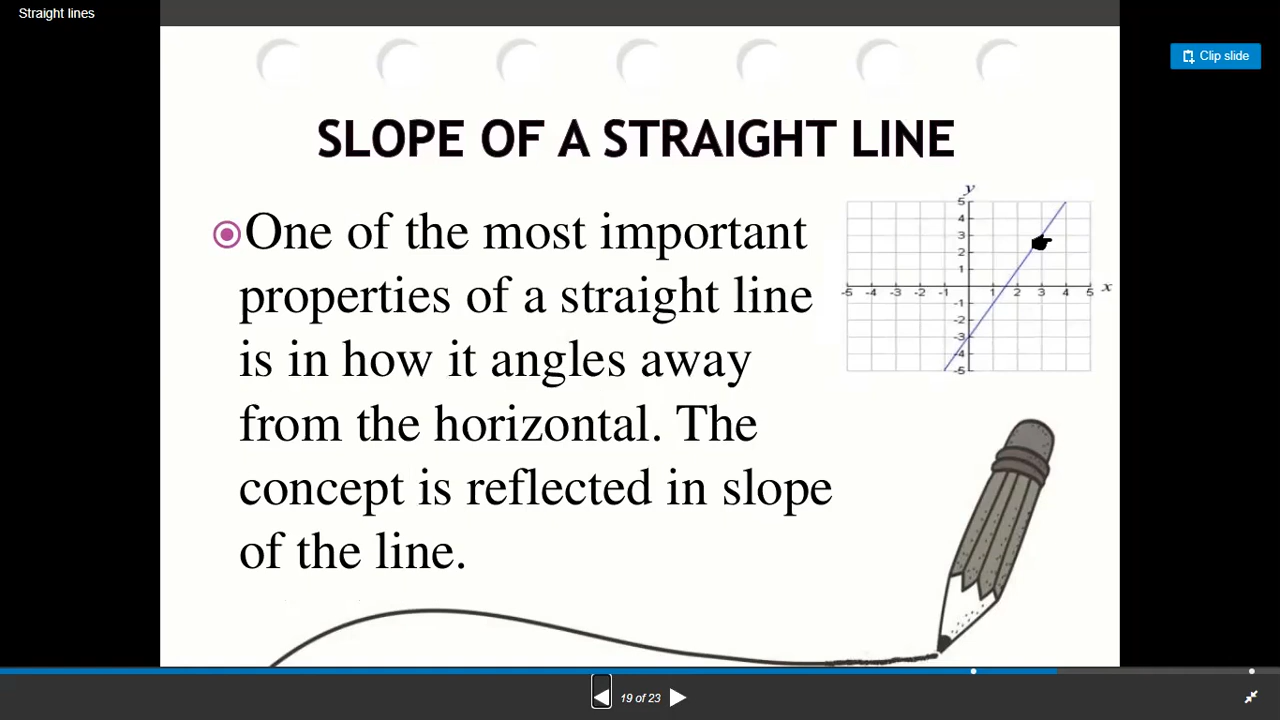 Straight lines
Clip slide
SLOPE OF A STRAIGHT LINE
One of the most important
properties of a straight line
is in how it angles away
from the horizontal. The
concept is reflected in slope
of the line.
y
5
4
3
2
1
-5 -4 -3 -2 -1 1 2 3 4 5 x
-1
-2
-3
-4
-5
19 of 23